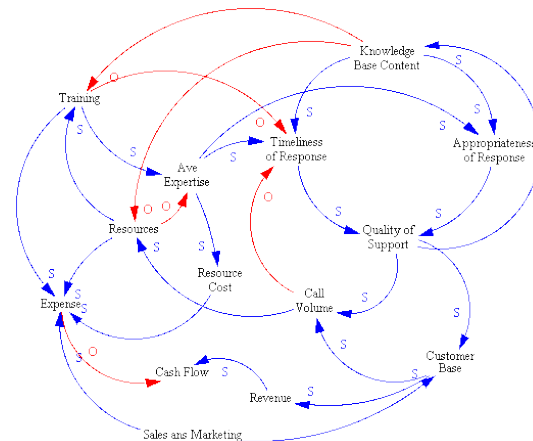 Knowledge
Base Content
O
Training
S
S
O
S
S
S
O
Timeliness
of Response
Appropriateness
of Response
S
Ave
Expertise
S
O
O
Resources
O
S
S
Quality of
Support
S
S
S
Resource
Cost
S
S
Expense
S
Call
Volume
S
S
S
O
S
Cash Flow
S
Revenue
S
S
Customer
Base
Sales ans Marketing